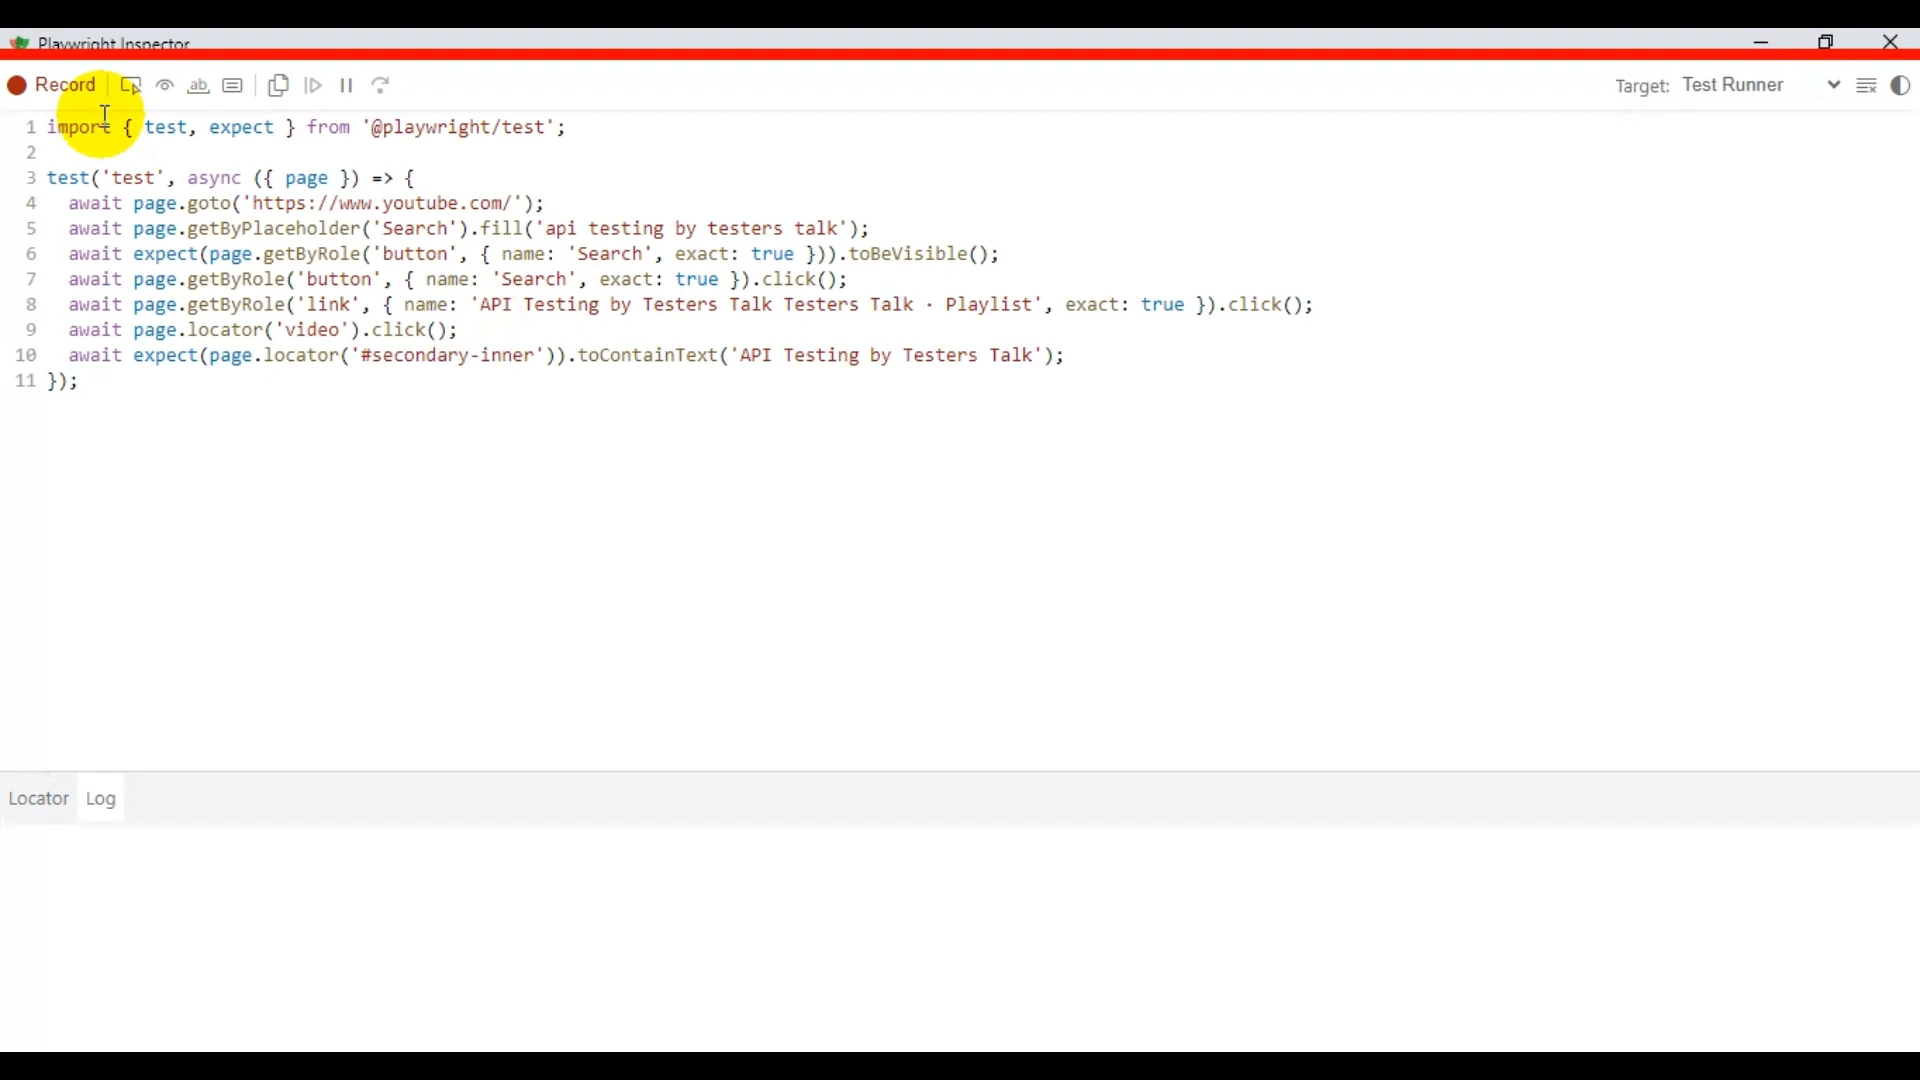 Playwright Inspector
Record
ab
Target: Test Runner
1 import { test, expect } from '@playwright/test';
2
3 test('test', async ({ page }) => {
4 await page.goto('https://www.youtube.com/');
5 await page.getByPlaceholder('Search').fill('api testing by testers talk');
6 await expect(page.getByRole('button', { name: 'Search', exact: true })).toBeVisible();
7 await page.getByRole('button', { name: 'Search', exact: true }).click();
8 await page.getByRole('link', { name: 'API Testing by Testers Talk Testers Talk · Playlist', exact: true }).click();
9 await page.locator('video').click();
10 await expect(page.locator('#secondary-inner')).toContainText('API Testing by Testers Talk');
11 });
Locator Log